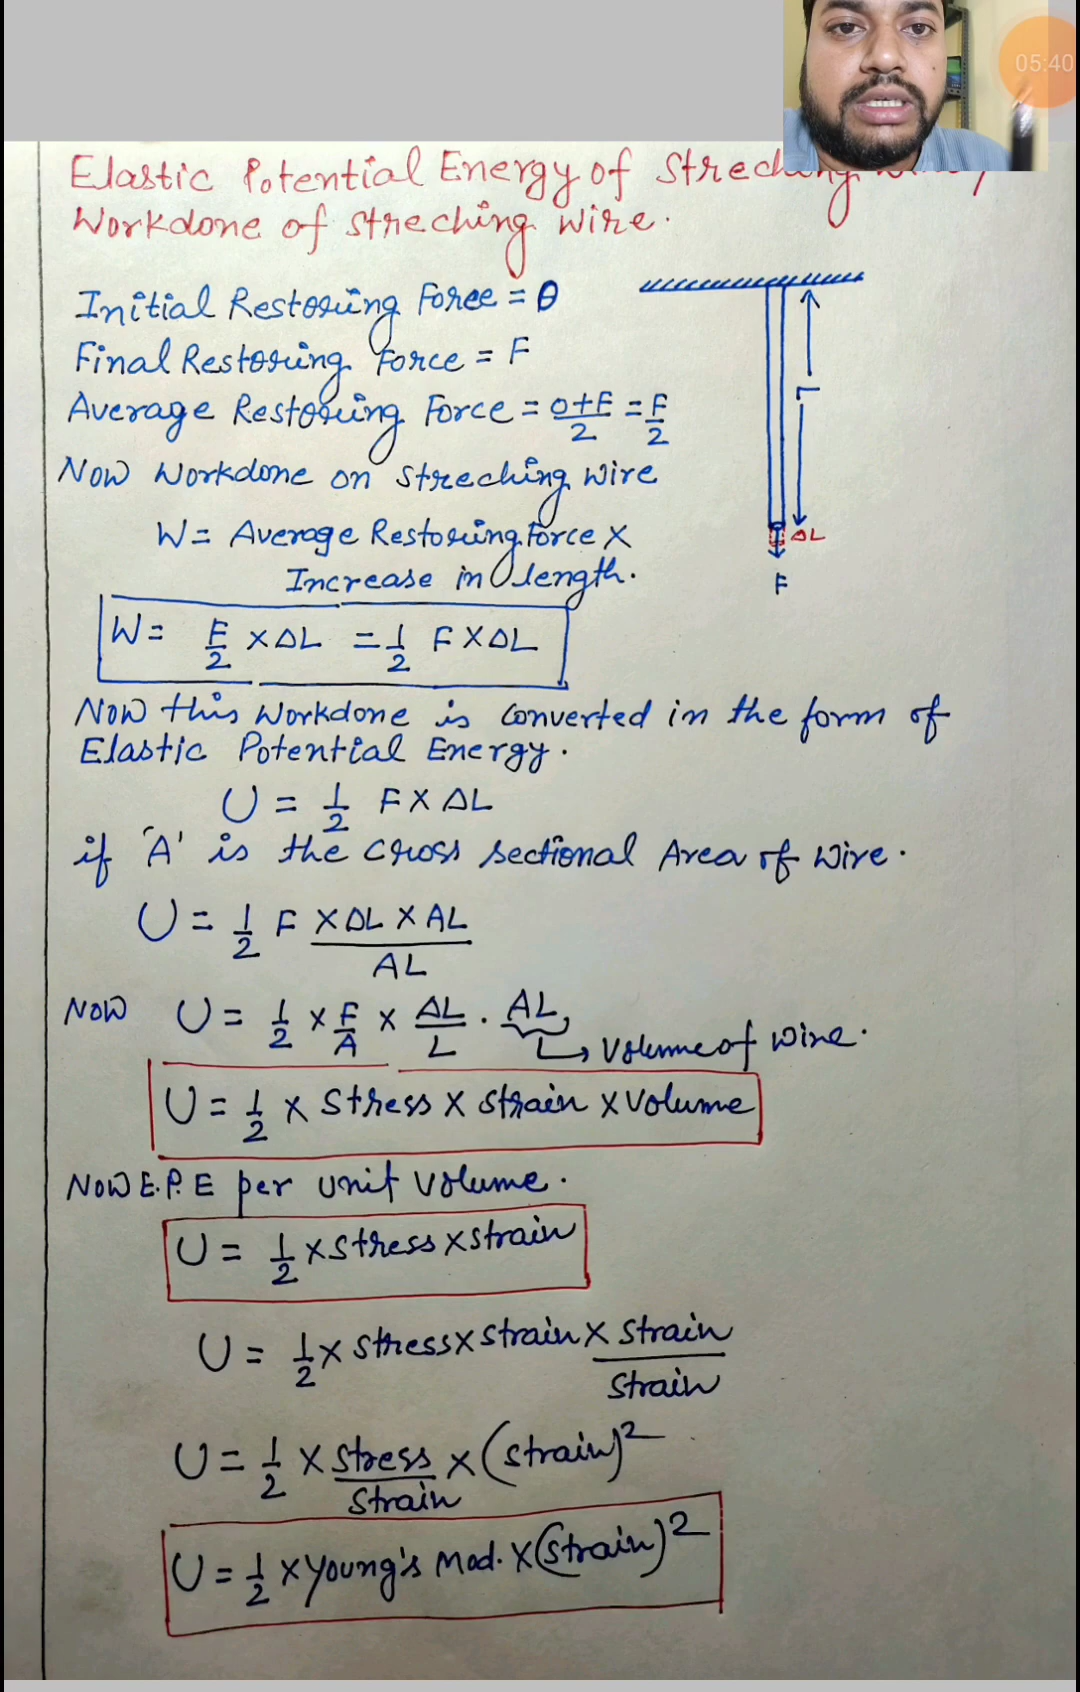 05:40
Elastic Potential Energy of Streching
Workdone of streching wire.
Initial Restoring Force = 0
Final Restoring Force = F
Average Restoring Force = 0+F/2 = F/2
Now Workdone on streching wire
W = Average Restoring Force ×
Increase in length.
W = F/2 × ΔL = 1/2 F × ΔL
Now this Workdone is converted in the form of
Elastic Potential Energy.
U = 1/2 F × ΔL
if 'A' is the cross sectional Area of wire.
U = 1/2 F × ΔL × AL / AL
Now U = 1/2 × F/A × ΔL/L . AL → Volume of wire.
U = 1/2 × Stress × Strain × Volume
Now E.P.E per unit volume.
U = 1/2 × stress × strain
U = 1/2 × stress × strain × strain/strain
U = 1/2 × stress/strain × (strain)²
U = 1/2 × Young's Mod. × (strain)²
L
ΔL
F